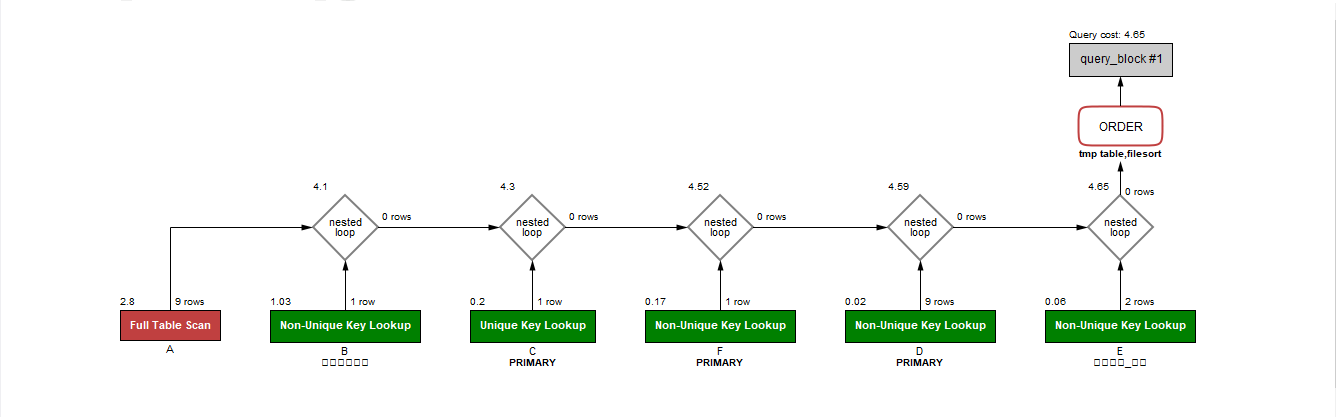 Query cost: 4.65
query_block #1
ORDER
tmp table,filesort
4.1
4.3
4.52
4.59
4.65
0 rows
nested
loop
0 rows
nested
loop
0 rows
nested
loop
0 rows
nested
loop
0 rows
nested
loop
2.8
9 rows
1.03
1 row
0.2
1 row
0.17
1 row
0.02
9 rows
0.06
2 rows
Full Table Scan
Non-Unique Key Lookup
Unique Key Lookup
Non-Unique Key Lookup
Non-Unique Key Lookup
Non-Unique Key Lookup
A
B
C
F
D
E
PRIMARY
PRIMARY
PRIMARY